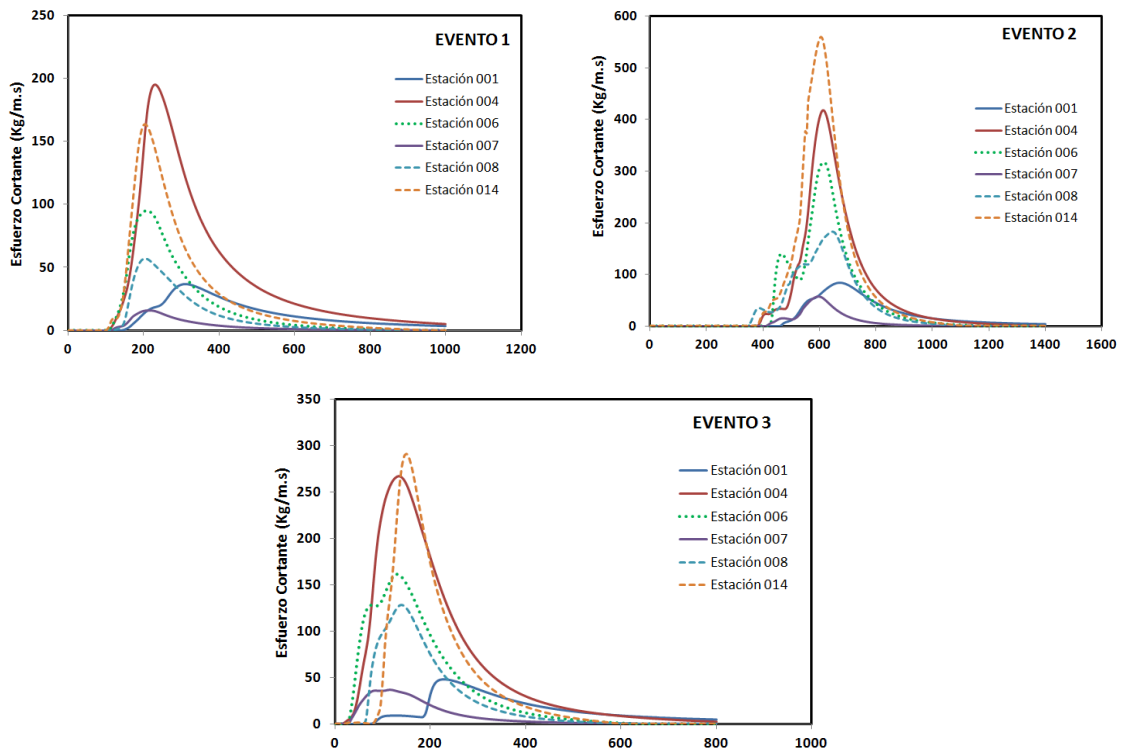 EVENTO 1
Esfuerzo Cortante (Kg/m.s)
250
200
150
100
50
0
0 200 400 600 800 1000 1200
Estación 001
Estación 004
Estación 006
Estación 007
Estación 008
Estación 014
EVENTO 2
Esfuerzo Cortante (Kg/m.s)
600
500
400
300
200
100
0
0 200 400 600 800 1000 1200 1400 1600
Estación 001
Estación 004
Estación 006
Estación 007
Estación 008
Estación 014
EVENTO 3
Esfuerzo Cortante (Kg/m.s)
350
300
250
200
150
100
50
0
0 200 400 600 800 1000
Estación 001
Estación 004
Estación 006
Estación 007
Estación 008
Estación 014